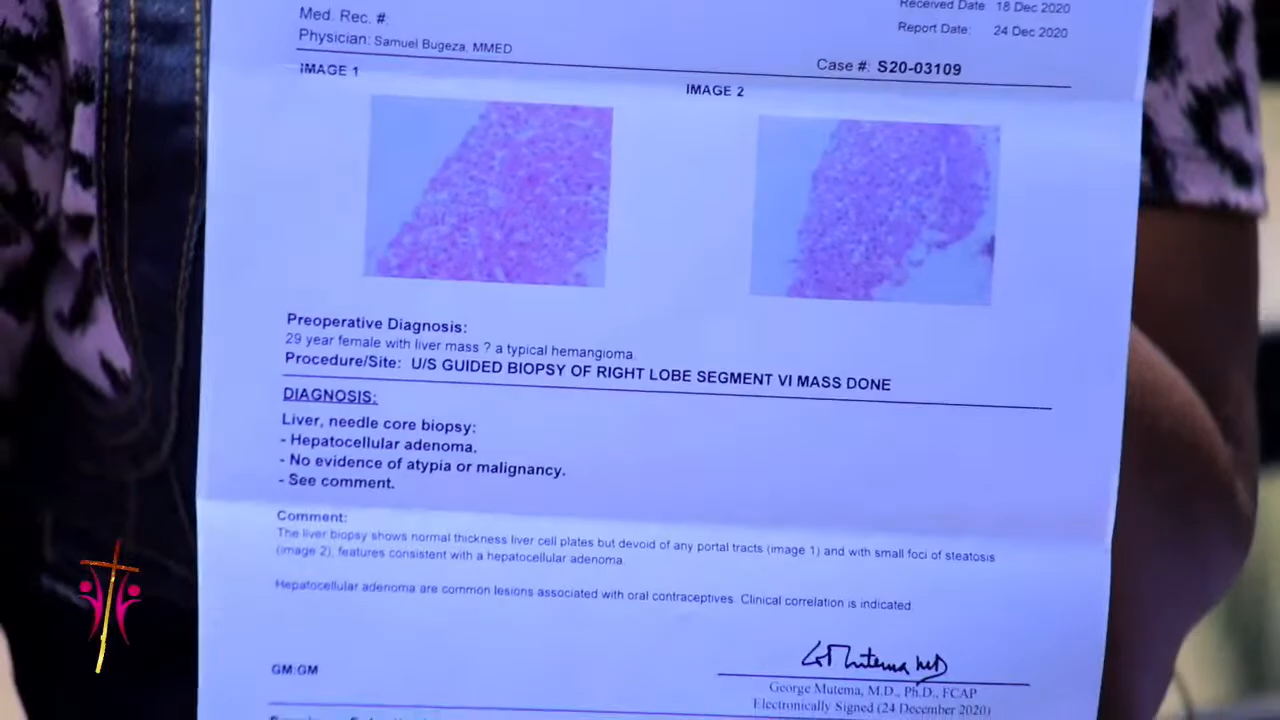 Received Date: 18 Dec 2020
Med. Rec. #:
Report Date: 24 Dec 2020
Physician: Samuel Bugeza, MMED
Case #: S20-03109
IMAGE 1
IMAGE 2
Preoperative Diagnosis:
29 year female with liver mass ? a typical hemangioma.
Procedure/Site: U/S GUIDED BIOPSY OF RIGHT LOBE SEGMENT VI MASS DONE
DIAGNOSIS:
Liver, needle core biopsy:
- Hepatocellular adenoma.
- No evidence of atypia or malignancy.
- See comment.
Comment:
The liver biopsy shows normal thickness liver cell plates but devoid of any portal tracts (image 1) and with small foci of steatosis
(image 2), features consistent with a hepatocellular adenoma.
Hepatocellular adenoma are common lesions associated with oral contraceptives. Clinical correlation is indicated.
GM:GM
George Mutema, M.D., Ph.D., FCAP
Electronically Signed (24 December 2020)